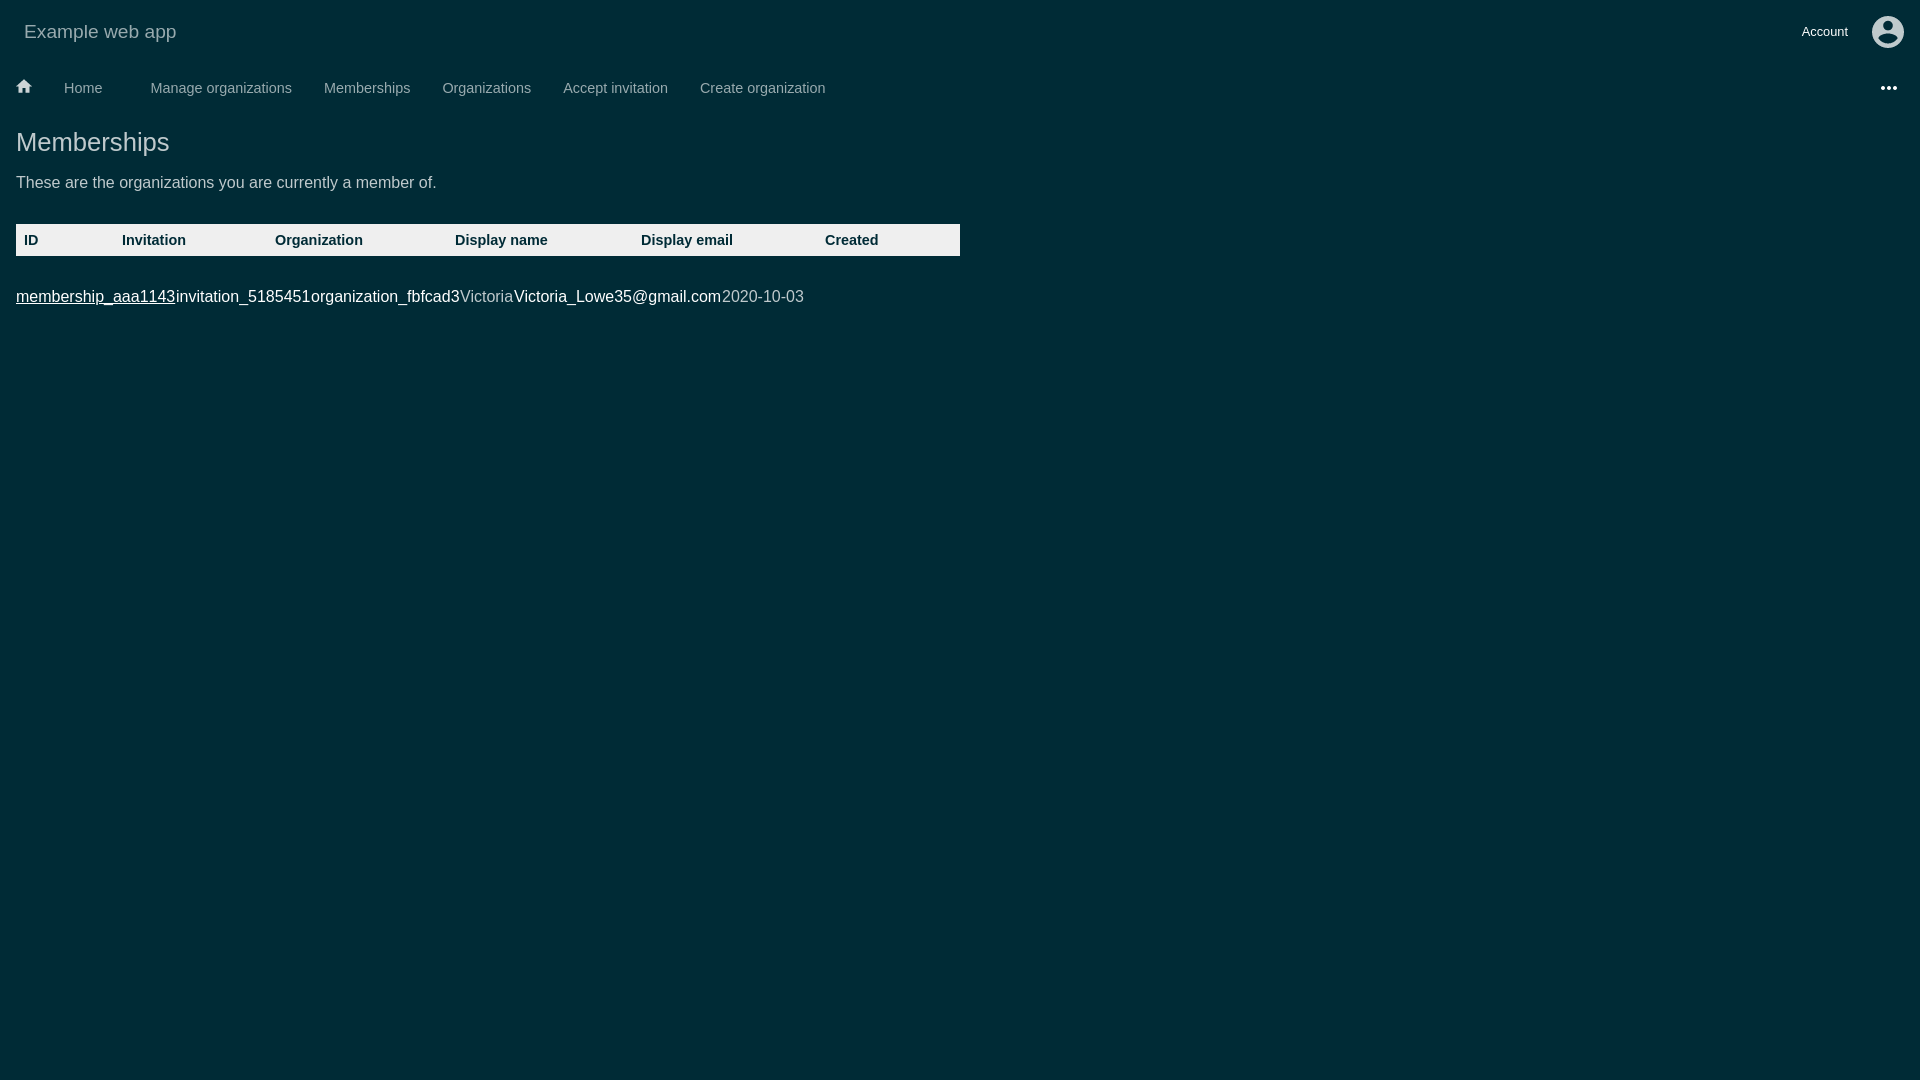 Example web app
Account
Home Manage organizations Memberships Organizations Accept invitation Create organization
Memberships
These are the organizations you are currently a member of.
ID Invitation Organization Display name Display email Created
membership_aaa1143 invitation_5185451 organization_fbfcad3 Victoria Victoria_Lowe35@gmail.com 2020-10-03